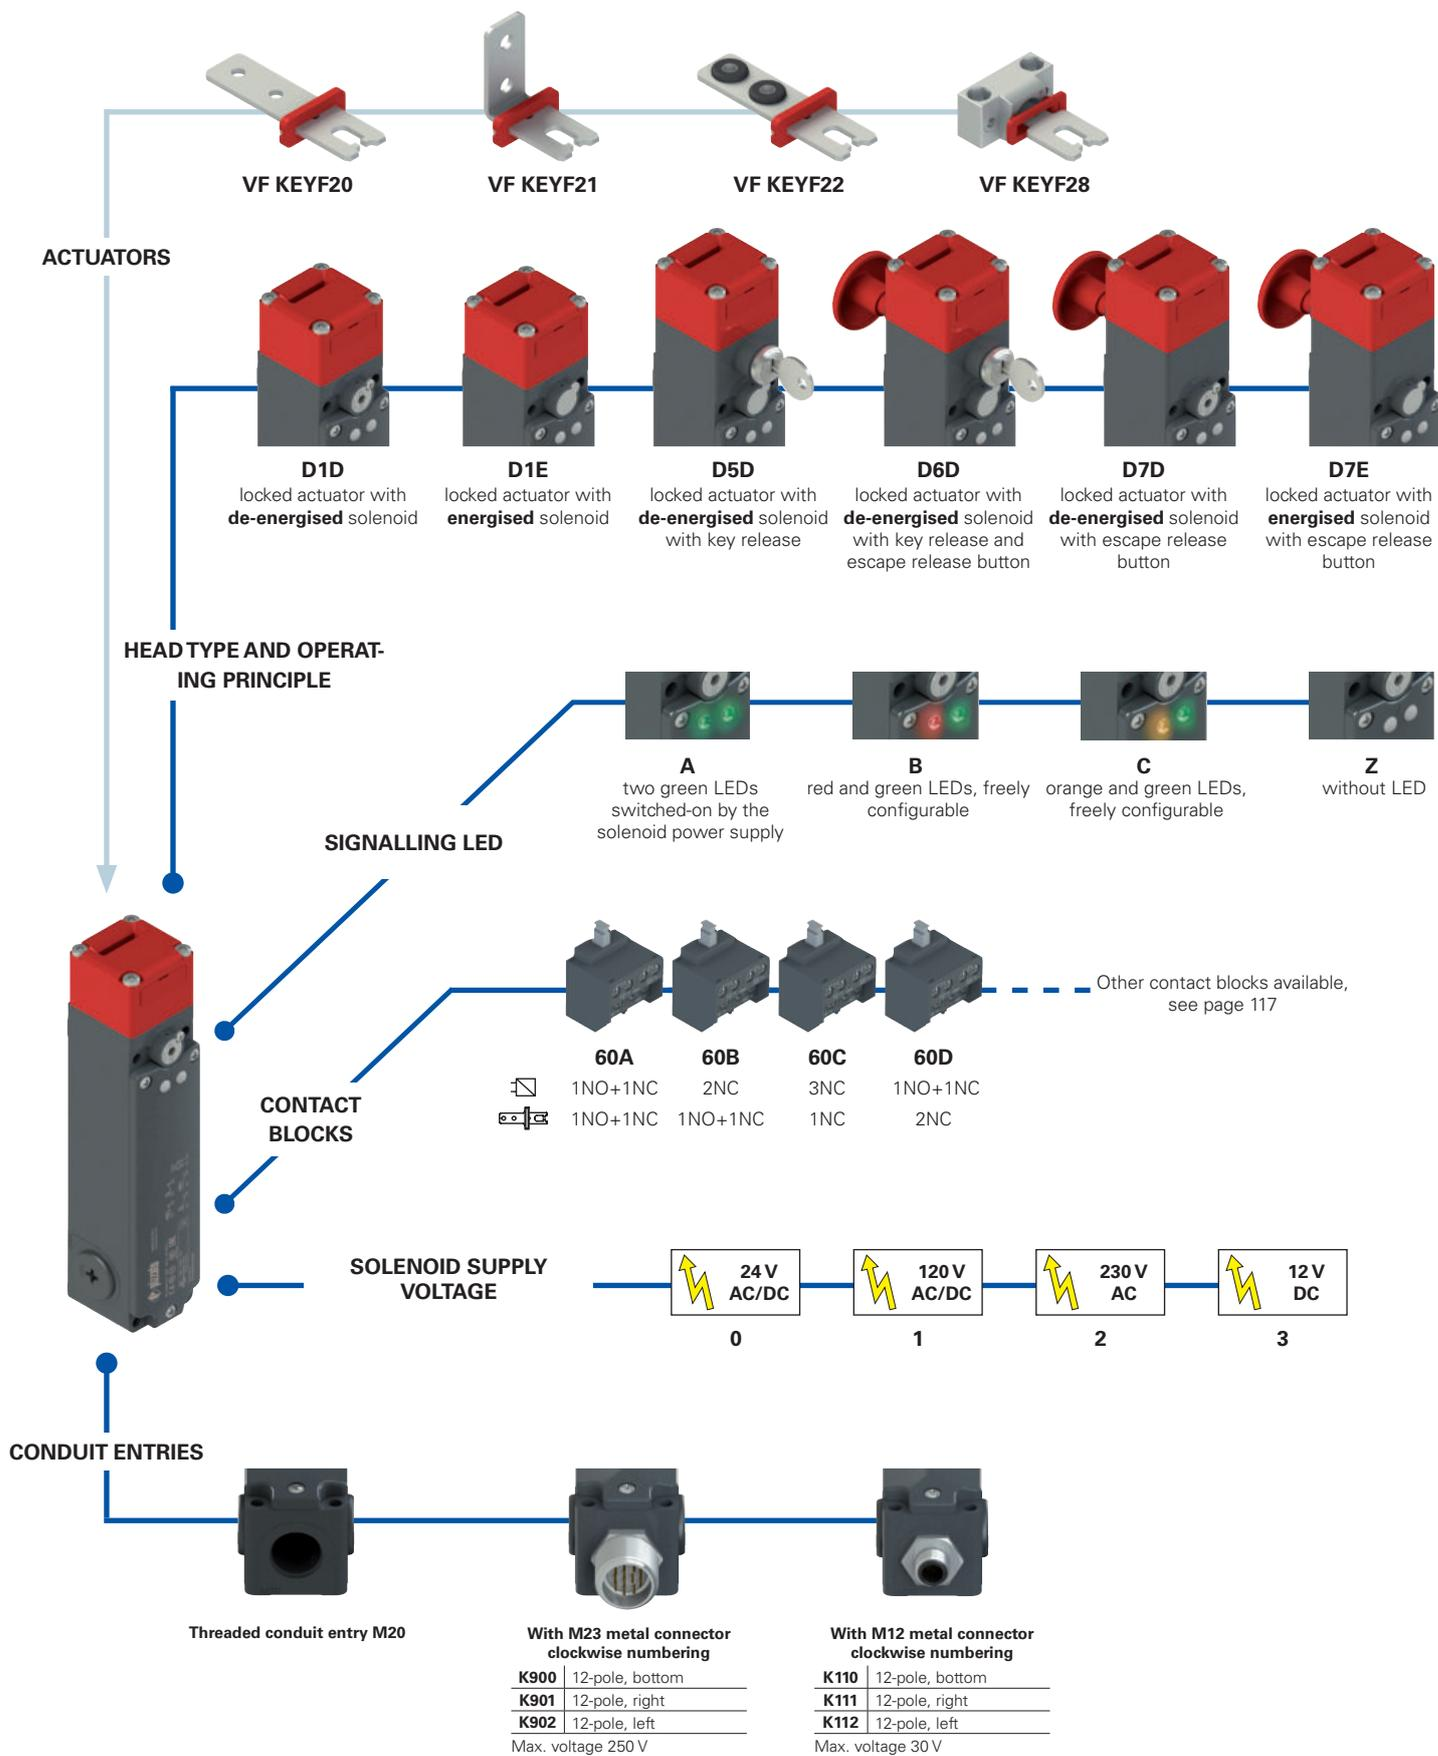 VF KEYF20
VF KEYF21
VF KEYF22
VF KEYF28
ACTUATORS
D1D
locked actuator with
de-energised solenoid
D1E
locked actuator with
energised solenoid
D5D
locked actuator with
de-energised solenoid
with key release
D6D
locked actuator with
de-energised solenoid
with key release and
escape release button
D7D
locked actuator with
de-energised solenoid
with escape release
button
D7E
locked actuator with
energised solenoid
with escape release
button
HEAD TYPE AND OPERAT-
ING PRINCIPLE
A
two green LEDs
switched-on by the
solenoid power supply
B
red and green LEDs, freely
configurable
C
orange and green LEDs,
freely configurable
Z
without LED
SIGNALLING LED
Other contact blocks available,
see page 117
60A 60B 60C 60D
1NO+1NC 2NC 3NC 1NO+1NC
1NO+1NC 1NO+1NC 1NC 2NC
CONTACT
BLOCKS
SOLENOID SUPPLY
VOLTAGE
24 V
AC/DC
0
120 V
AC/DC
1
230 V
AC
2
12 V
DC
3
CONDUIT ENTRIES
Threaded conduit entry M20
With M23 metal connector
clockwise numbering
K900 12-pole, bottom
K901 12-pole, right
K902 12-pole, left
Max. voltage 250 V
With M12 metal connector
clockwise numbering
K110 12-pole, bottom
K111 12-pole, right
K112 12-pole, left
Max. voltage 30 V